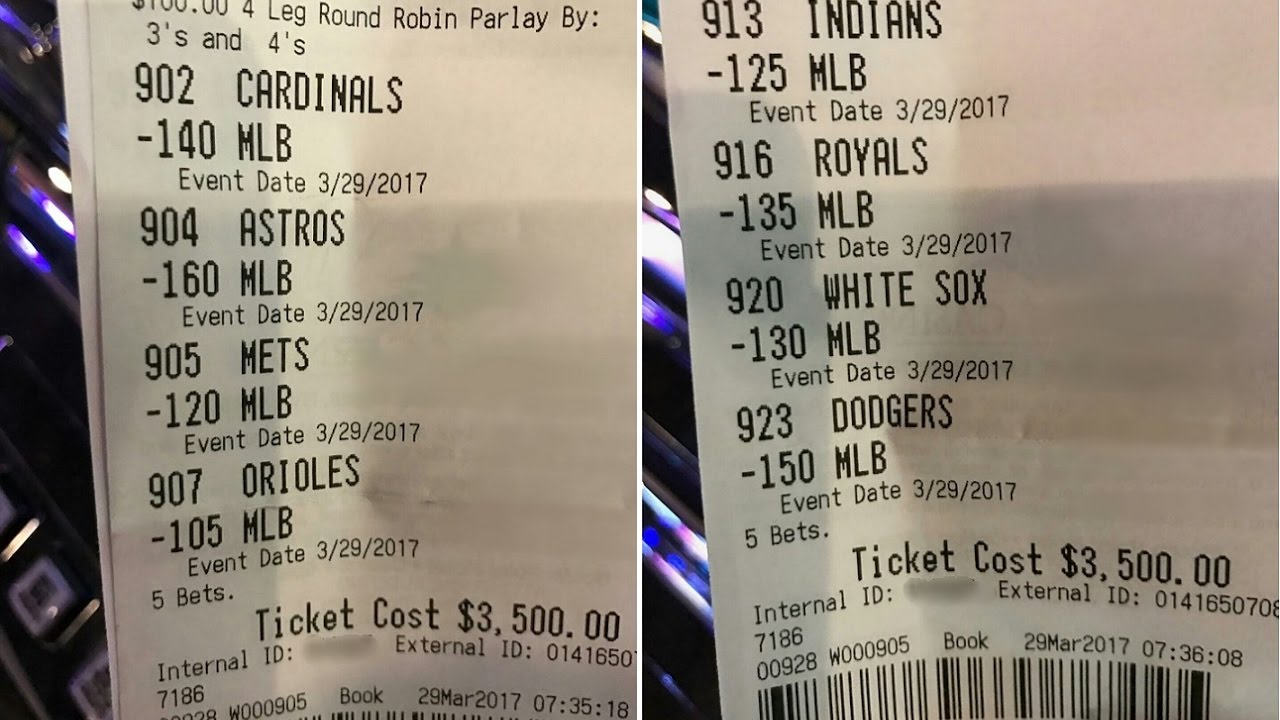 $100.00 4 Leg Round Robin Parlay By:
3's and 4's
902 CARDINALS
-140 MLB
Event Date 3/29/2017
904 ASTROS
-160 MLB
Event Date 3/29/2017
905 METS
-120 MLB
Event Date 3/29/2017
907 ORIOLES
-105 MLB
Event Date 3/29/2017
5 Bets.
Ticket Cost $3,500.00
Internal ID: External ID: 0141650
7186
00928 W000905 Book 29Mar2017 07:35:18
913 INDIANS
-125 MLB
Event Date 3/29/2017
916 ROYALS
-135 MLB
Event Date 3/29/2017
920 WHITE SOX
-130 MLB
Event Date 3/29/2017
923 DODGERS
-150 MLB
Event Date 3/29/2017
5 Bets.
Ticket Cost $3,500.00
Internal ID: External ID: 0141650708
7186
00928 W000905 Book 29Mar2017 07:36:08